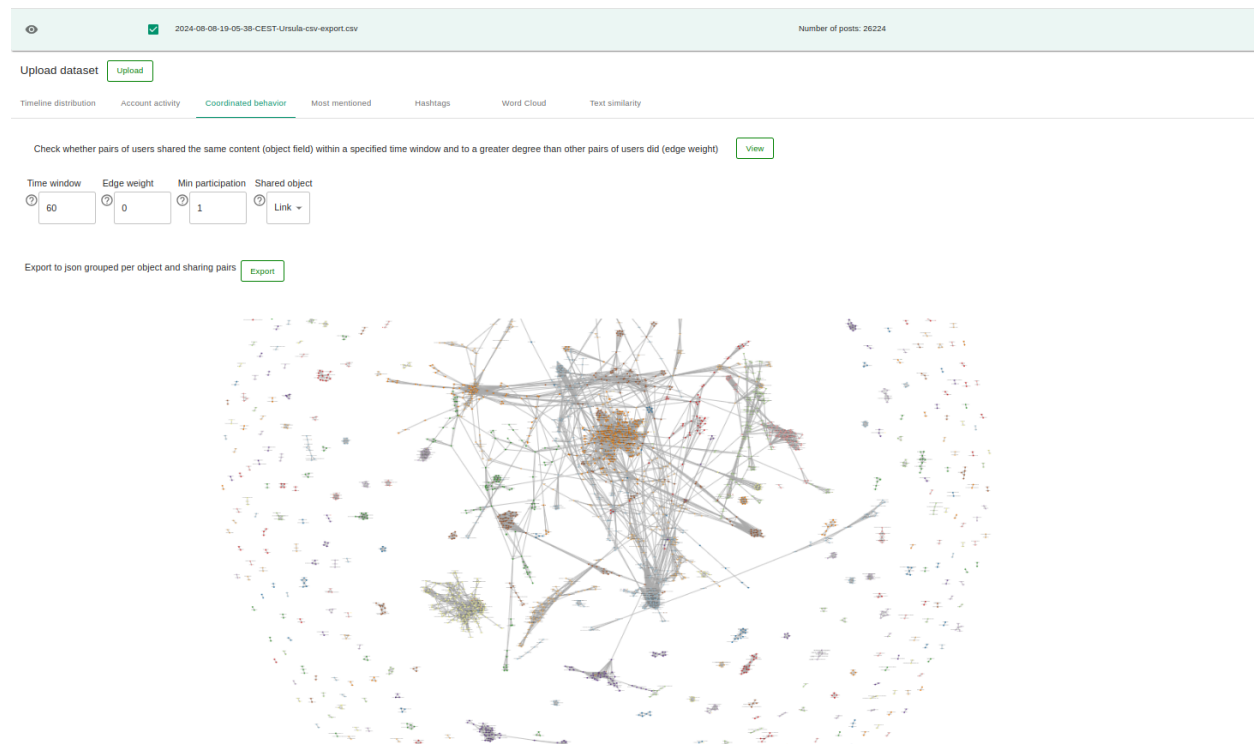 2024-08-08-19-05-38-CEST-Ursula-csv-export.csv Number of posts: 26224
Upload dataset Upload
Timeline distribution Account activity Coordinated behavior Most mentioned Hashtags Word Cloud Text similarity
Check whether pairs of users shared the same content (object field) within a specified time window and to a greater degree than other pairs of users did (edge weight) View
Time window Edge weight Min participation Shared object
60 0 1 Link
Export to json grouped per object and sharing pairs Export